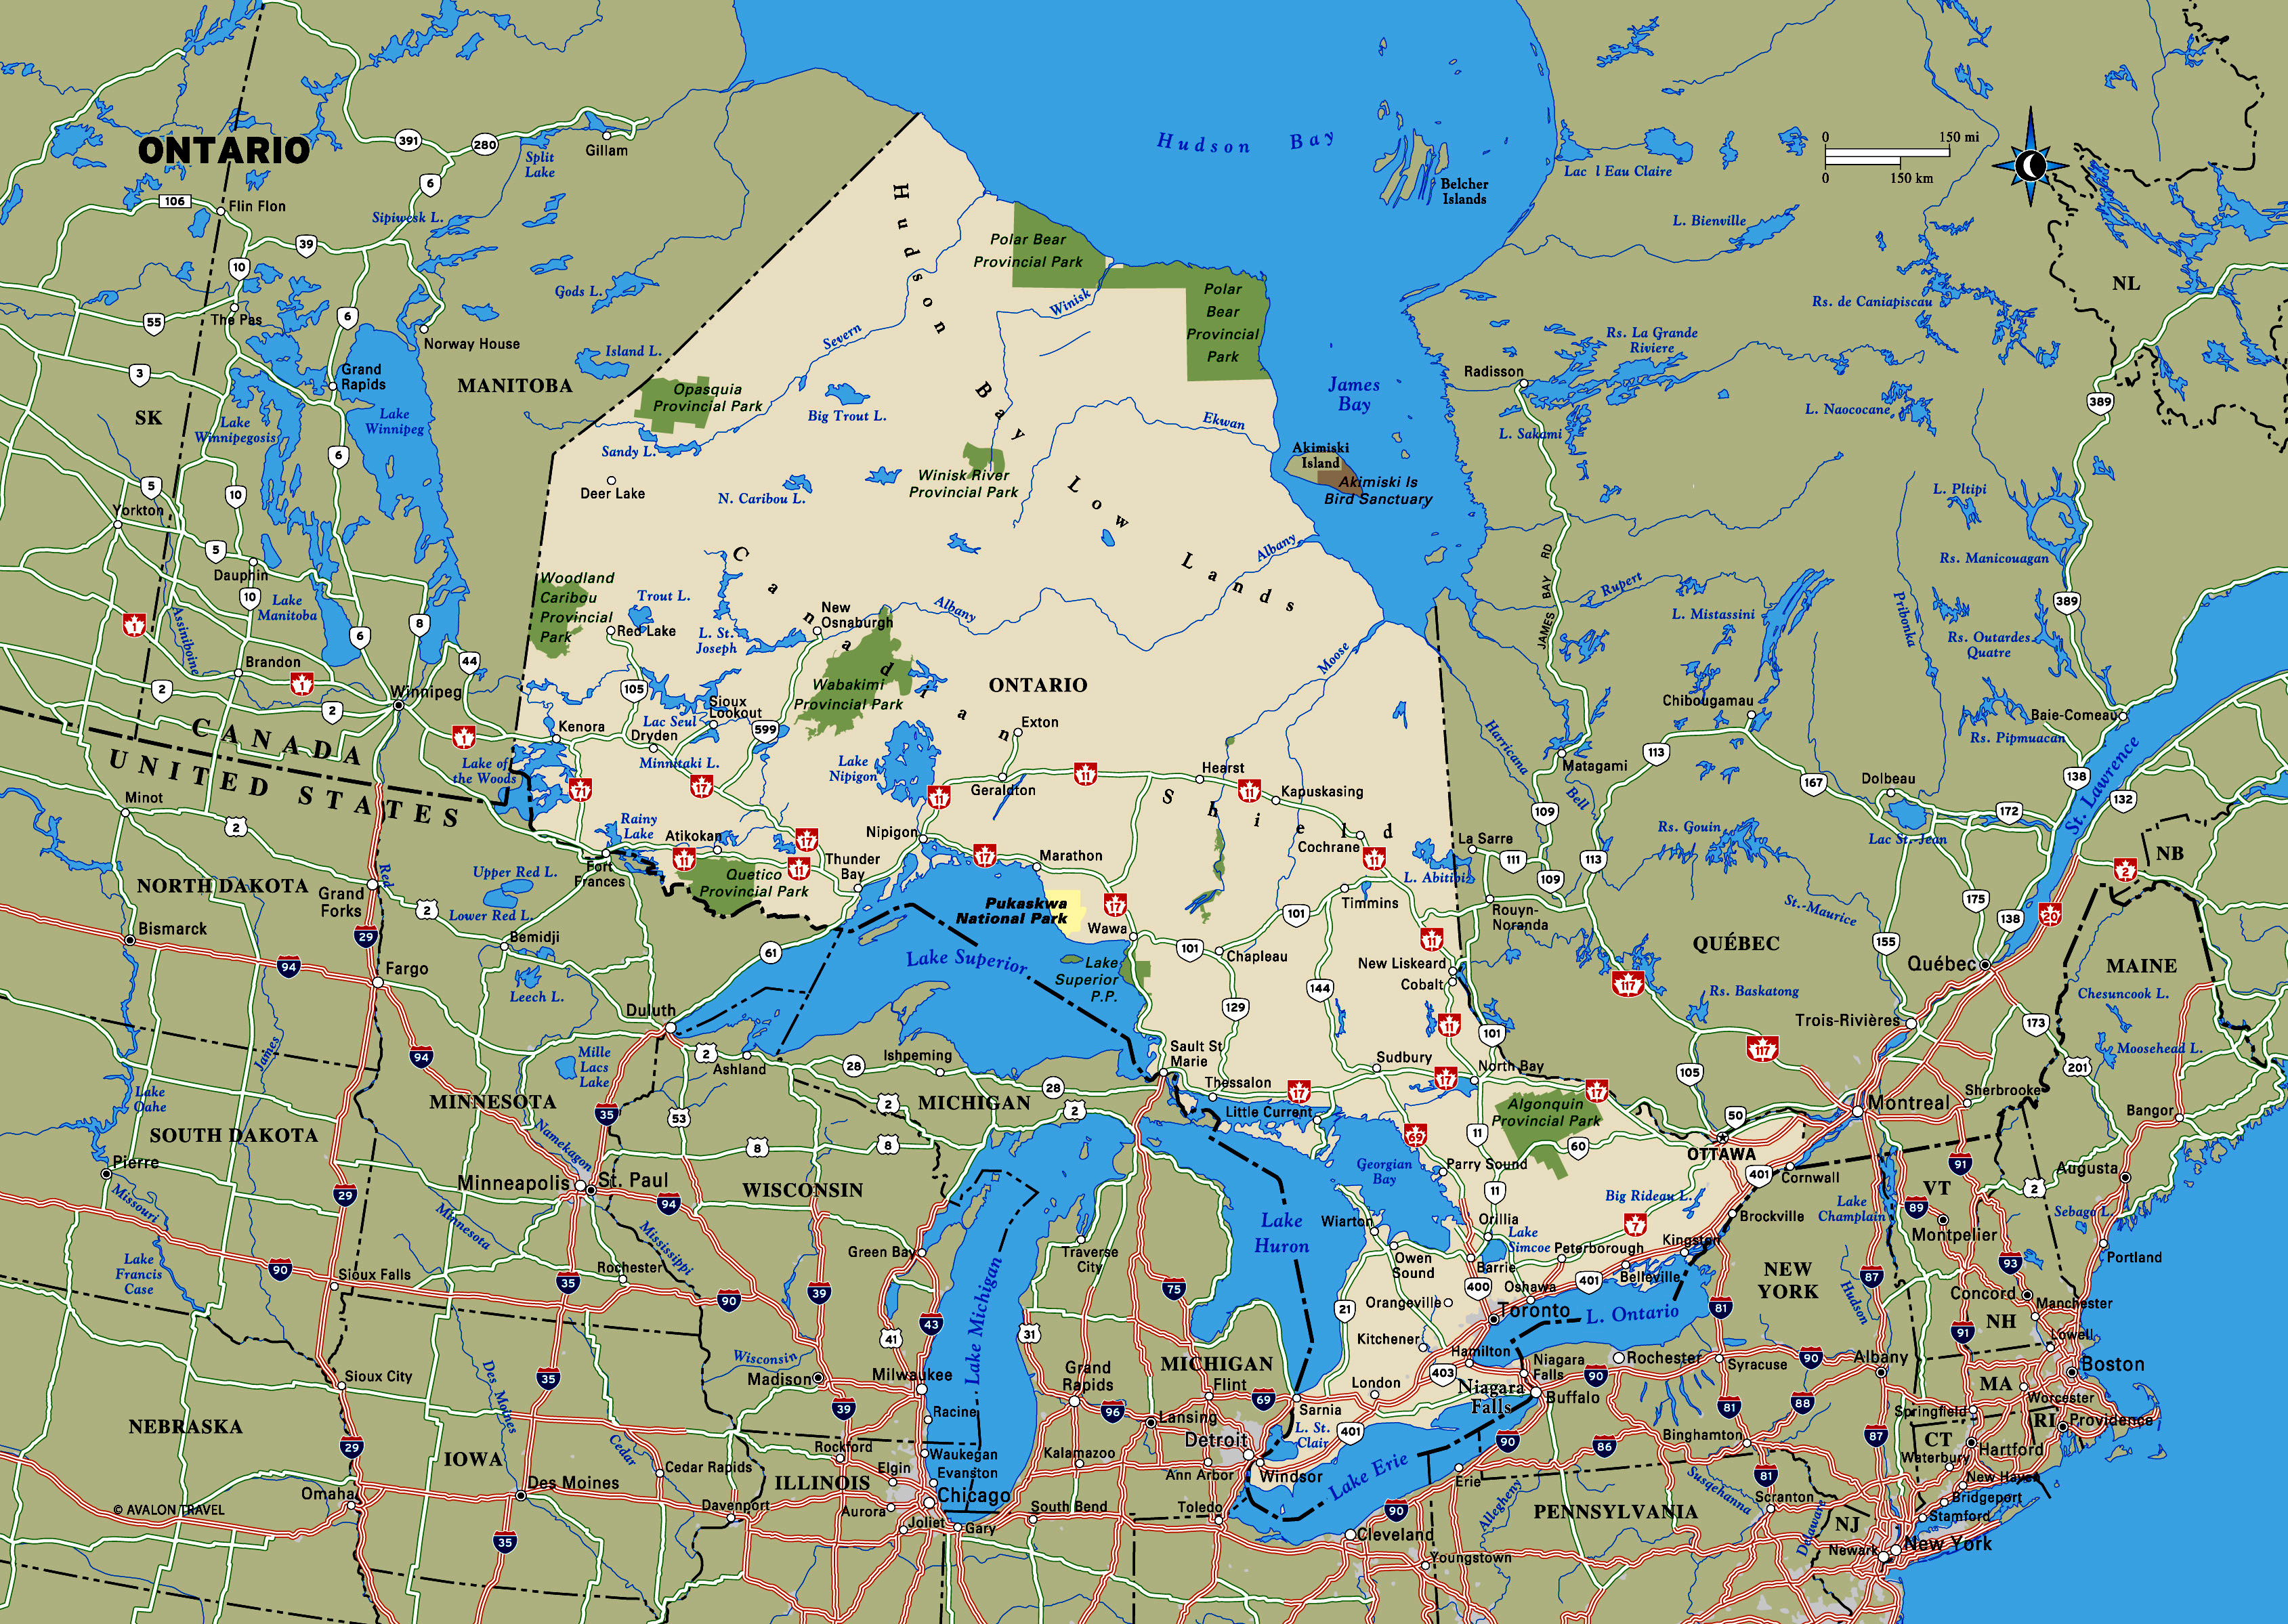 ONTARIO
Hudson Bay
Belcher
Islands
0 150 mi
0 150 km
Lac l Eau Claire
L. Bienville
Rs. de Caniapiscau
NL
Rs. La Grande
Riviere
Radisson
L. Sakami
L. Naococane
389
L. Pltipi
Rs. Manicouagan
389
Rs. Outardes
Quatre
Pribonka
L. Mistassini
Rupert
JAMES BAY RD
Chibougamau
Baie-Comeau
Rs. Pipmuacan
St. Lawrence
138
132
Dolbeau
172
167
Lac St.-Jean
113
Matagami
Harricana
Bell
109
Rs. Gouin
La Sarre
111
113
109
Rouyn-
Noranda
St.-Maurice
175
138
20
2
NB
155
QUÉBEC
Québec
MAINE
Chesuncook L.
117
Rs. Baskatong
Trois-Rivières
173
Moosehead L.
117
201
105
Sherbrooke
Montreal
50
Bangor
391
280
Gillam
Split
Lake
6
106
Flin Flon
Sipiwesk L.
39
10
Gods L.
6
The Pas
55
Norway House
Island L.
3
Grand
Rapids
MANITOBA
SK
Lake
Winnipegosis
Lake
Winnipeg
6
5
10
Yorkton
5
Dauphin
10
Lake
Manitoba
1
Assiniboine
6
8
44
Brandon
1
2
2
Winnipeg
1
CANADA
UNITED STATES
Hudson Bay Low Lands
Polar Bear
Provincial Park
Polar
Bear
Provincial
Park
Winisk
Severn
Opasquia
Provincial Park
Big Trout L.
Sandy L.
Deer Lake
N. Caribou L.
Winisk River
Provincial Park
Ekwan
James
Bay
Akimiski
Island
Akimiski Is
Bird Sanctuary
Albany
Albany
Canadian Shield
Woodland
Caribou
Provincial
Park
Trout L.
Red Lake
L. St.
Joseph
New
Osnaburgh
Wabakimi
Provincial Park
ONTARIO
Moose
105
Sioux
Lookout
Lac Seul
599
Kenora
Dryden
Minnitaki L.
Lake of
the Woods
71
17
Lake
Nipigon
Exton
11
Geraldton
11
Hearst
11
Kapuskasing
Rainy
Lake
Atikokan
17
11
11
Fort
Frances
Quetico
Provincial Park
Thunder
Bay
Nipigon
17
Marathon
Pukaskwa
National Park
17
Wawa
Cochrane
11
L. Abitibi
Timmins
101
101
Chapleau
11
New Liskeard
Cobalt
144
129
11
101
Lake
Superior
P.P.
Lake Superior
Sault St
Marie
Thessalon
17
Sudbury
17
North Bay
17
Little Current
69
Algonquin
Provincial Park
11
60
OTTAWA
401
Cornwall
Georgian
Bay
Parry Sound
11
Big Rideau L.
Brockville
7
Wiarton
Orillia
Lake
Simcoe
Peterborough
Kingston
Owen
Sound
Barrie
400
Oshawa
401
Belleville
21
Orangeville
Toronto
L. Ontario
Kitchener
Hamilton
403
Niagara
Falls
Niagara
Falls
London
Sarnia
401
L. St.
Clair
Windsor
Lake Erie
Lake
Huron
Minot
2
NORTH DAKOTA
Grand
Forks
Red
Upper Red L.
Lower Red L.
2
Bismarck
29
94
Fargo
Bemidji
Leech L.
61
Duluth
James
94
Mille
Lacs
Lake
2
Ashland
28
Ishpeming
28
Lake
Oahe
MINNESOTA
35
53
2
MICHIGAN
2
SOUTH DAKOTA
Namekagon
8
8
Pierre
Minneapolis
St. Paul
94
WISCONSIN
Missouri
29
Minnesota
Mississippi
Lake
Francis
Case
90
Sioux Falls
35
Rochester
90
39
Green Bay
Traverse
City
75
43
41
31
Lake Michigan
Wisconsin
Madison
Milwaukee
Grand
Rapids
MICHIGAN
Flint
69
Sioux City
35
Des Moines
39
Racine
96
Lansing
Detroit
NEBRASKA
29
IOWA
Cedar
Rockford
Waukegan
Kalamazoo
Cedar Rapids
Elgin
Evanston
Ann Arbor
ILLINOIS
Chicago
Omaha
Des Moines
Davenport
Aurora
Joliet
Gary
South Bend
Toledo
© AVALON TRAVEL
35
90
Cleveland
Youngstown
Erie
90
Allegheny
Buffalo
90
Rochester
Syracuse
90
Albany
81
NEW
YORK
Hudson
87
Lake
Champlain
VT
91
89
Montpelier
2
Augusta
Sebago L.
Portland
93
Concord
Manchester
NH
91
Lowell
Boston
MA
Worcester
81
88
87
Springfield
RI
Providence
CT
Hartford
86
Binghamton
Waterbury
81
New Haven
Bridgeport
Stamford
Susqehanna
Scranton
PENNSYLVANIA
Delaware
NJ
Newark
New York